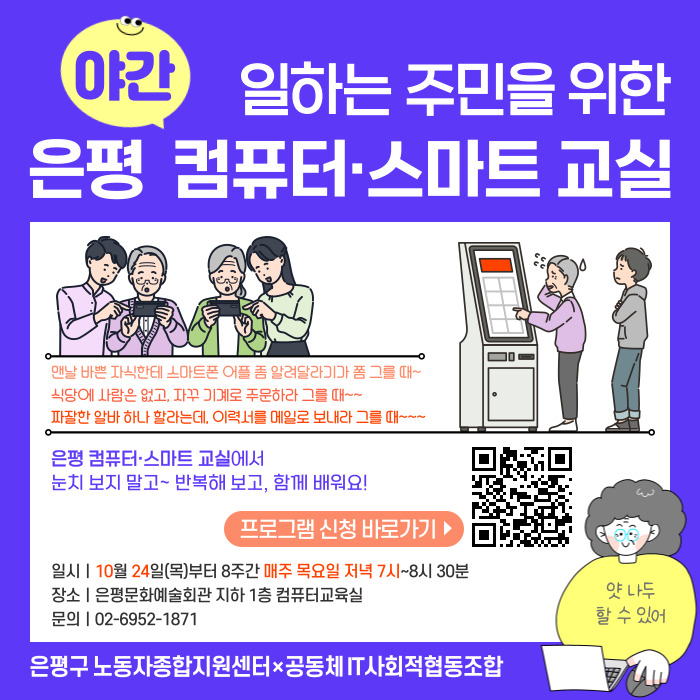 야간
일하는 주민을 위한
은평 컴퓨터·스마트 교실
맨날 바쁜 자식한테 스마트폰 어플 좀 알려달라기가 쫌 그를 때~
식당에 사람은 없고, 자꾸 기계로 주문하라 그를 때~~
파잘한 알바 하나 할라는데, 이력서를 메일로 보내라 그를 때~~~
은평 컴퓨터·스마트 교실에서
눈치 보지 말고~ 반복해 보고, 함께 배워요!
프로그램 신청 바로가기
일시 | 10월 24일(목)부터 8주간 매주 목요일 저녁 7시~8시 30분
장소 | 은평문화예술회관 지하 1층 컴퓨터교육실
문의 | 02-6952-1871
얏 나두
할 수 있어
은평구 노동자종합지원센터×공동체 IT사회적협동조합